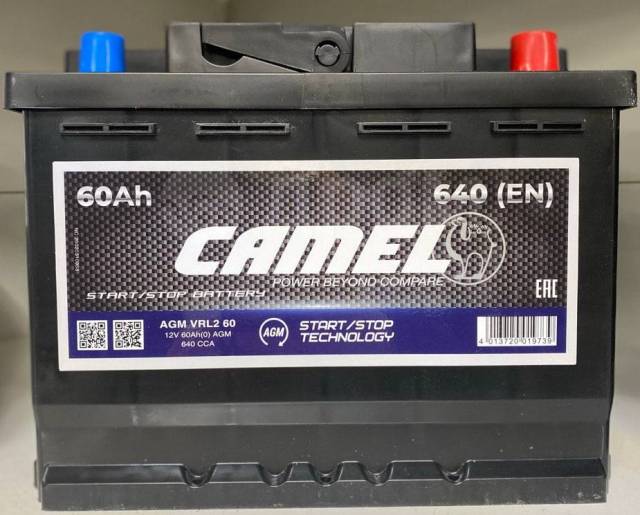 60Ah
640 (EN)
CAMEL
POWER BEYOND COMPARE
START/STOP BATTERY
EAC
AGM VRL2 60
12V 60Ah(0) AGM
640 CCA
AGM
START/STOP
TECHNOLOGY
4 013720 019739